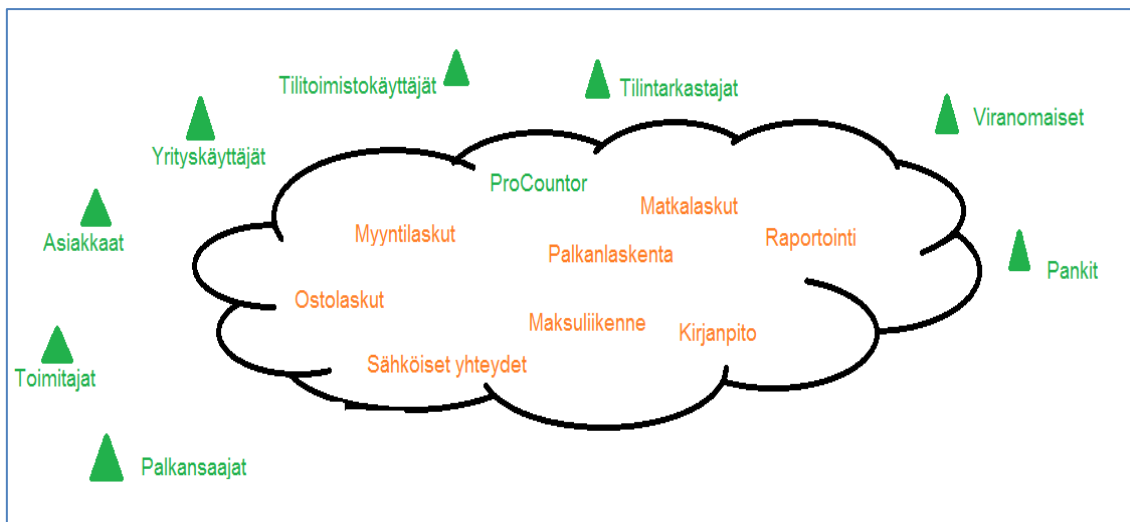 Tilitoimistokäyttäjät
Tilintarkastajat
Viranomaiset
Yrityskäyttäjät
ProCountor
Matkalaskut
Asiakkaat
Myyntilaskut
Raportointi
Palkanlaskenta
Pankit
Ostolaskut
Maksuliikenne
Kirjanpito
Sähköiset yhteydet
Toimitajat
Palkansaajat